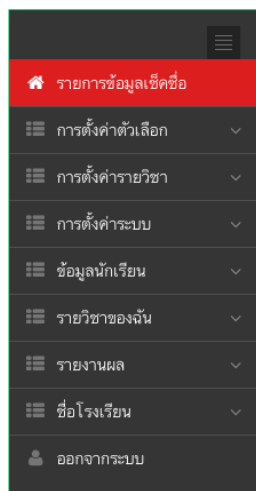 รายการข้อมูลเช็คชื่อ
การตั้งค่าตัวเลือก
การตั้งค่ารายวิชา
การตั้งค่าระบบ
ข้อมูลนักเรียน
รายวิชาของฉัน
รายงานผล
ชื่อโรงเรียน
ออกจากระบบ